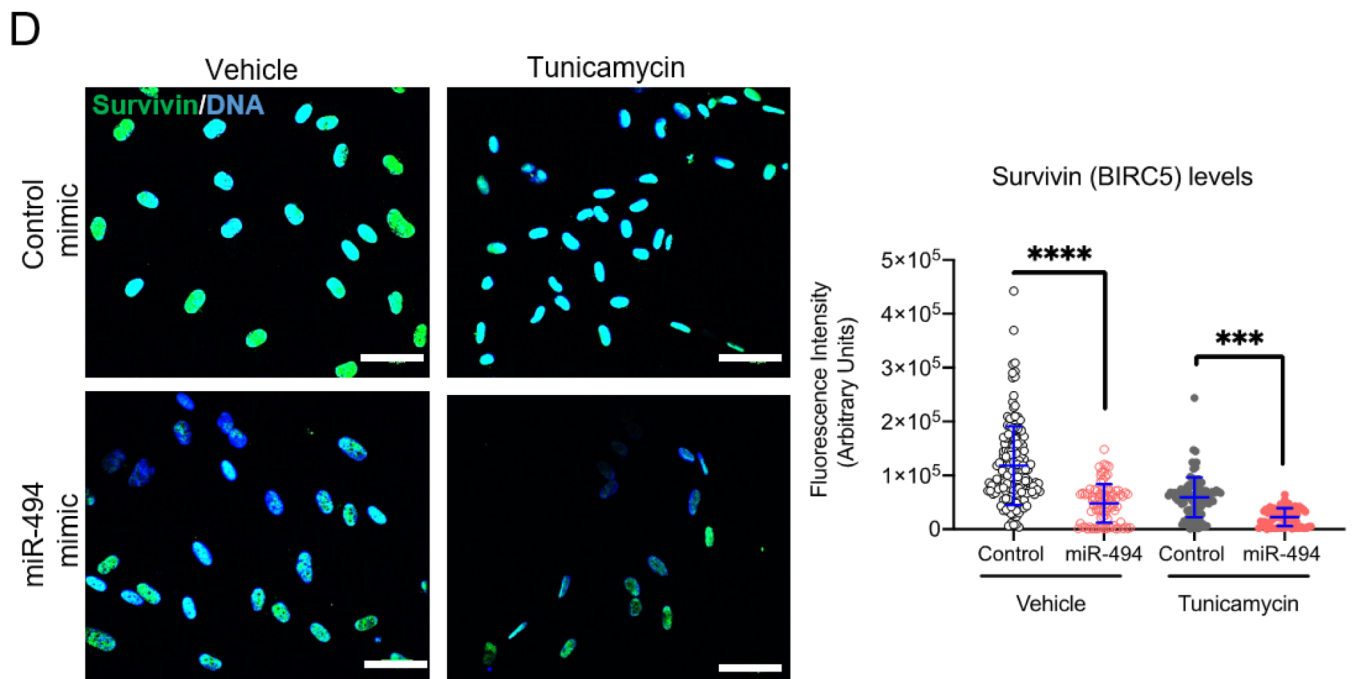 D
Vehicle
Tunicamycin
Survivin/DNA
Control
mimic
miR-494
mimic
Survivin (BIRC5) levels
Fluorescence Intensity
(Arbitrary Units)
5×10⁵
4×10⁵
3×10⁵
2×10⁵
1×10⁵
0
****
***
Control miR-494 Control miR-494
Vehicle Tunicamycin